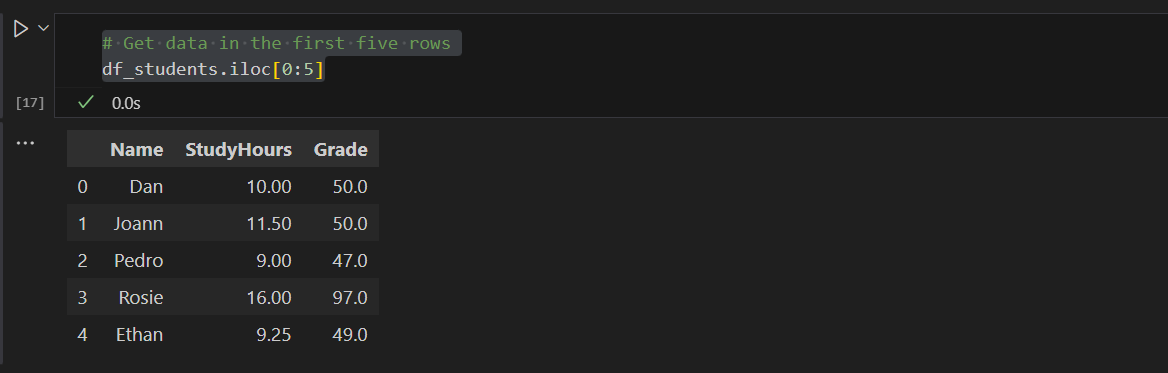 # Get data in the first five rows
df_students.iloc[0:5]
[17] 0.0s
...
Name StudyHours Grade
0 Dan 10.00 50.0
1 Joann 11.50 50.0
2 Pedro 9.00 47.0
3 Rosie 16.00 97.0
4 Ethan 9.25 49.0